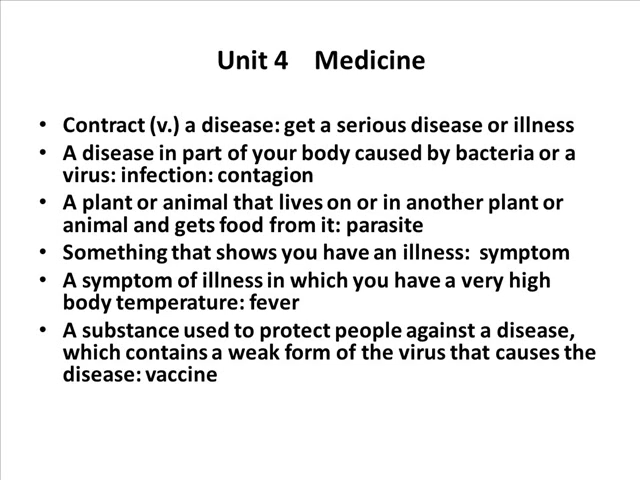 Unit 4 Medicine
• Contract (v.) a disease: get a serious disease or illness
• A disease in part of your body caused by bacteria or a
virus: infection: contagion
• A plant or animal that lives on or in another plant or
animal and gets food from it: parasite
• Something that shows you have an illness: symptom
• A symptom of illness in which you have a very high
body temperature: fever
• A substance used to protect people against a disease,
which contains a weak form of the virus that causes the
disease: vaccine